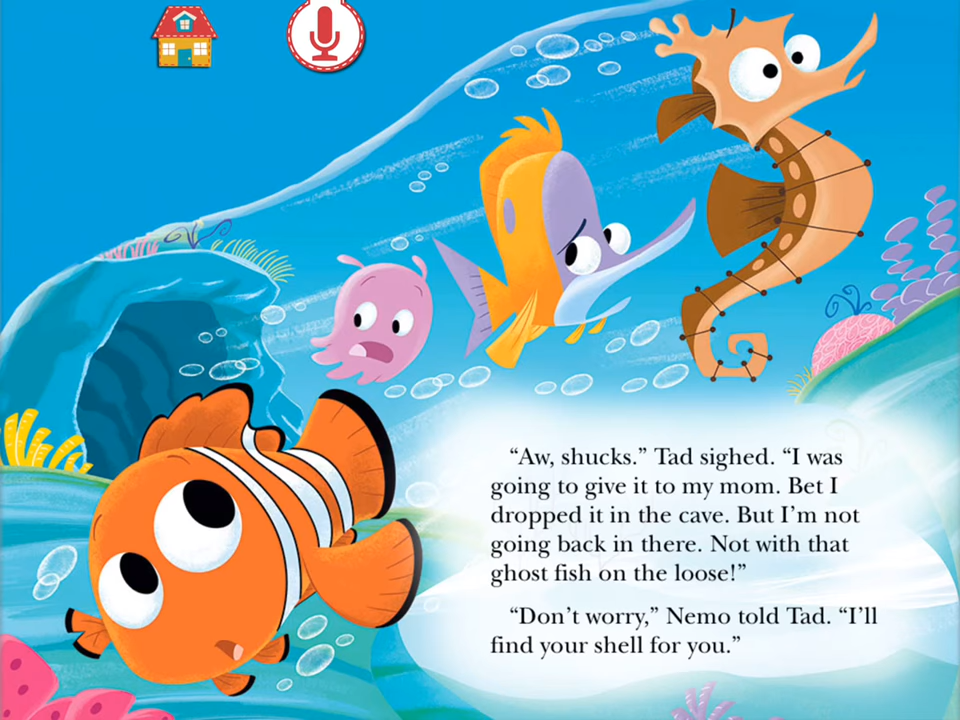 “Aw, shucks.” Tad sighed. “I was
going to give it to my mom. Bet I
dropped it in the cave. But I’m not
going back in there. Not with that
ghost fish on the loose!”
“Don’t worry,” Nemo told Tad. “I’ll
find your shell for you.”